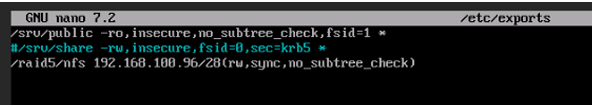 GNU nano 7.2 /etc/exports
/srv/public -ro,insecure,no_subtree_check,fsid=1 *
#/srv/share -rw,insecure,fsid=0,sec=krb5 *
/raid5/nfs 192.168.100.96/28(rw,sync,no_subtree_check)